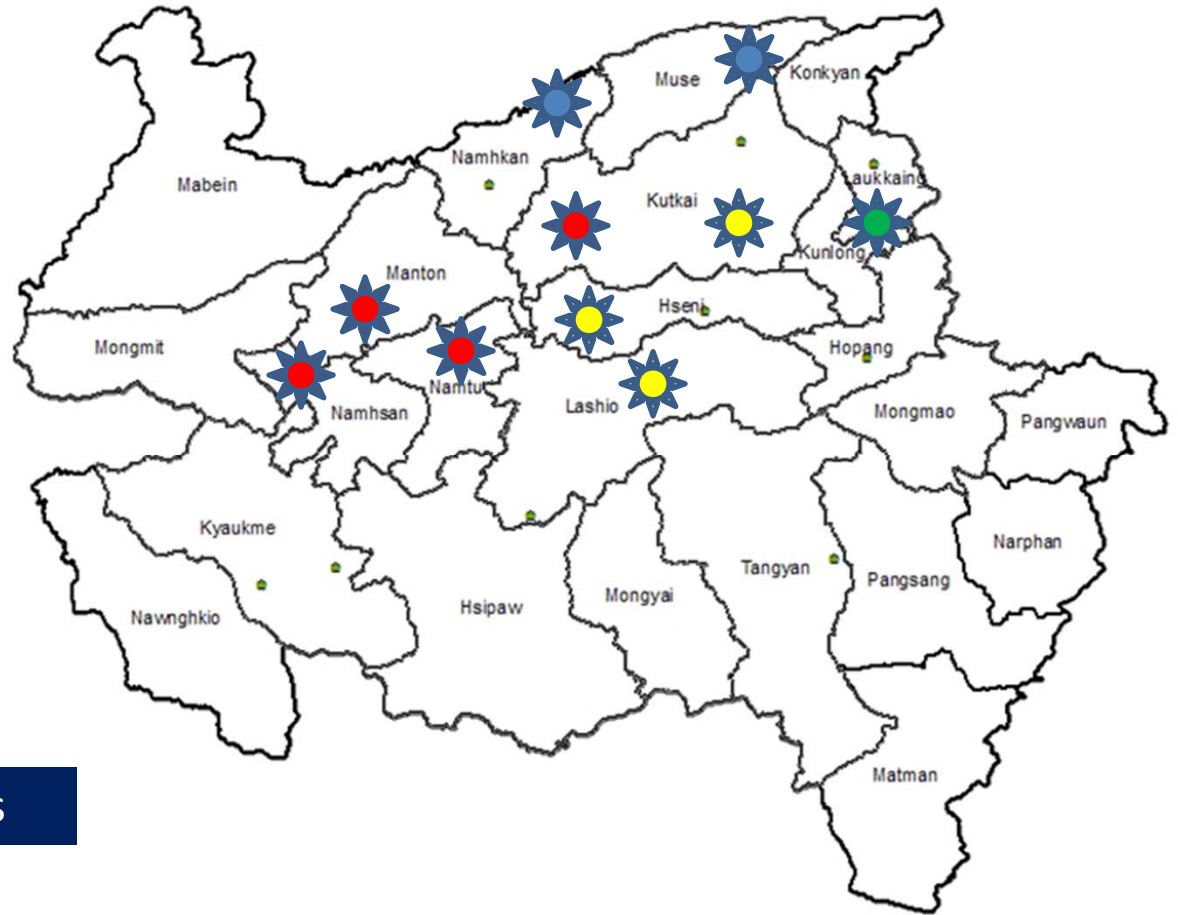 Muse
Konkyan
Namhkan
Laukkaing
Mabein
Kutkai
Kunlong
Manton
Hseni
Mongmit
Hopang
Namtu
Namhsan
Lashio
Mongmao
Pangwaun
Kyaukme
Narphan
Tangyan
Pangsang
Mongyai
Hsipaw
Nawnghkio
Matman
s